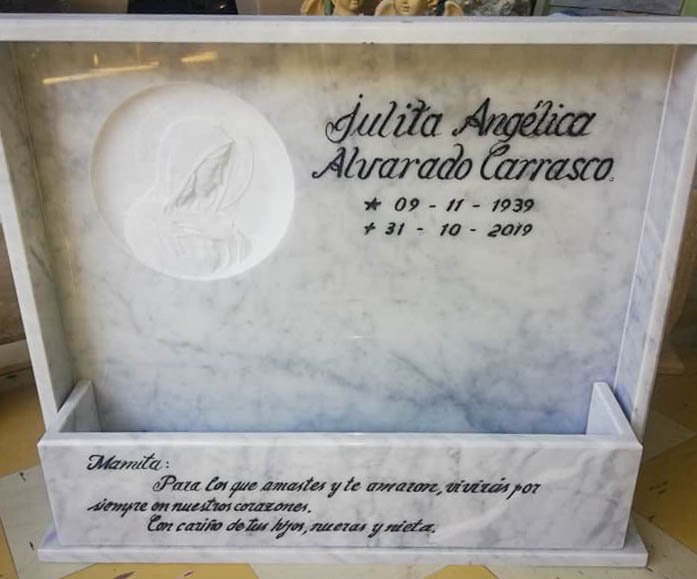 Julita Angélica
Alvarado Carrasco.
★ 09 - 11 - 1939
✝ 31 - 10 - 2019
Mamita:
Para los que amastes y te amaron, vivirás por
siempre en nuestros corazones.
Con cariño de tus hijos, nueras y nieta.